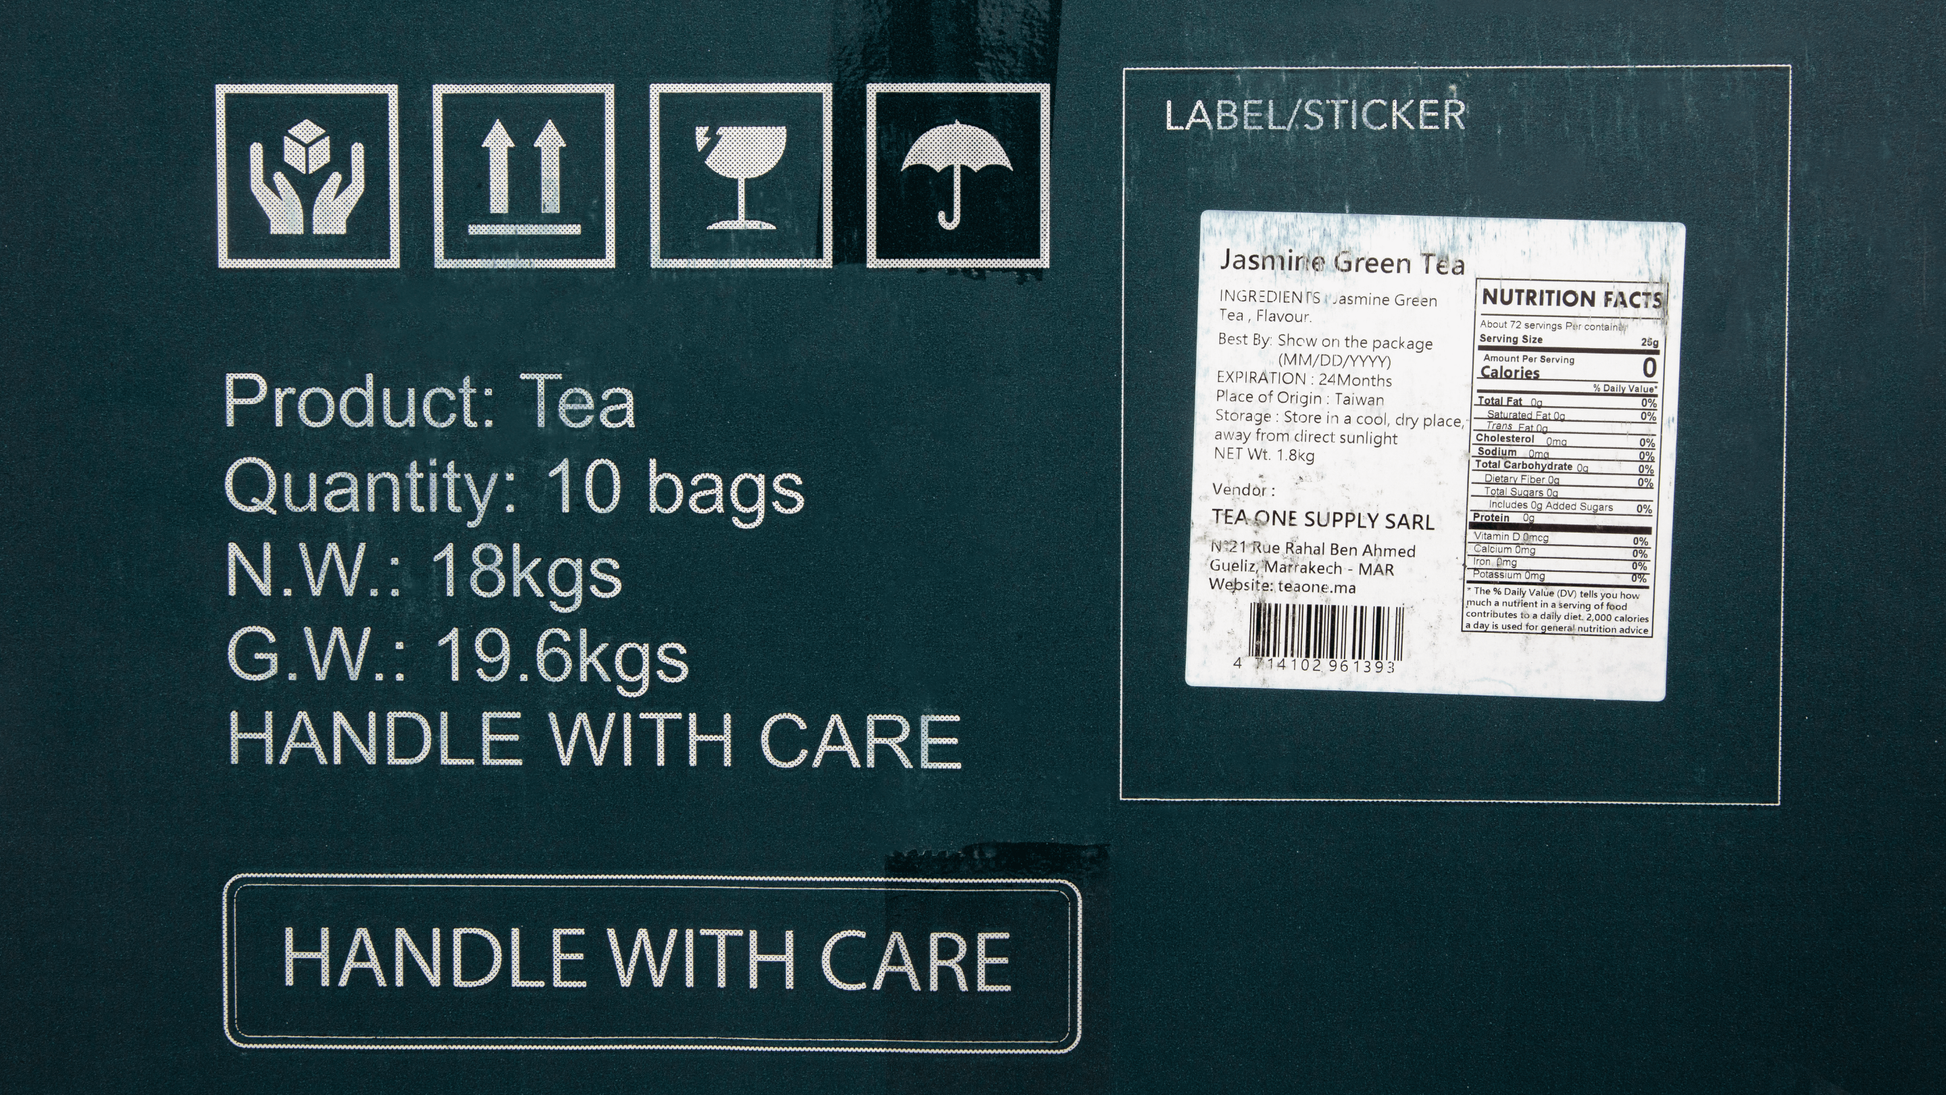 Product: Tea
Quantity: 10 bags
N.W.: 18kgs
G.W.: 19.6kgs
HANDLE WITH CARE
HANDLE WITH CARE
LABEL/STICKER
Jasmine Green Tea
INGREDIENTS : Jasmine Green
Tea , Flavour.
Best By: Show on the package
(MM/DD/YYYY)
EXPIRATION : 24Months
Place of Origin : Taiwan
Storage : Store in a cool, dry place,
away from direct sunlight
NET Wt. 1.8kg
Vendor :
TEA ONE SUPPLY SARL
N°21 Rue Rahal Ben Ahmed
Gueliz, Marrakech - MAR
Website: teaone.ma
4 714102 961393
NUTRITION FACTS
About 72 servings Per container
Serving Size 25g
Amount Per Serving
Calories 0
% Daily Value*
Total Fat 0g 0%
Saturated Fat 0g 0%
Trans Fat 0g
Cholesterol 0mg 0%
Sodium 0mg 0%
Total Carbohydrate 0g 0%
Dietary Fiber 0g 0%
Total Sugars 0g
Includes 0g Added Sugars 0%
Protein 0g
Vitamin D 0mcg 0%
Calcium 0mg 0%
Iron 0mg 0%
Potassium 0mg 0%
* The % Daily Value (DV) tells you how
much a nutrient in a serving of food
contributes to a daily diet. 2,000 calories
a day is used for general nutrition advice